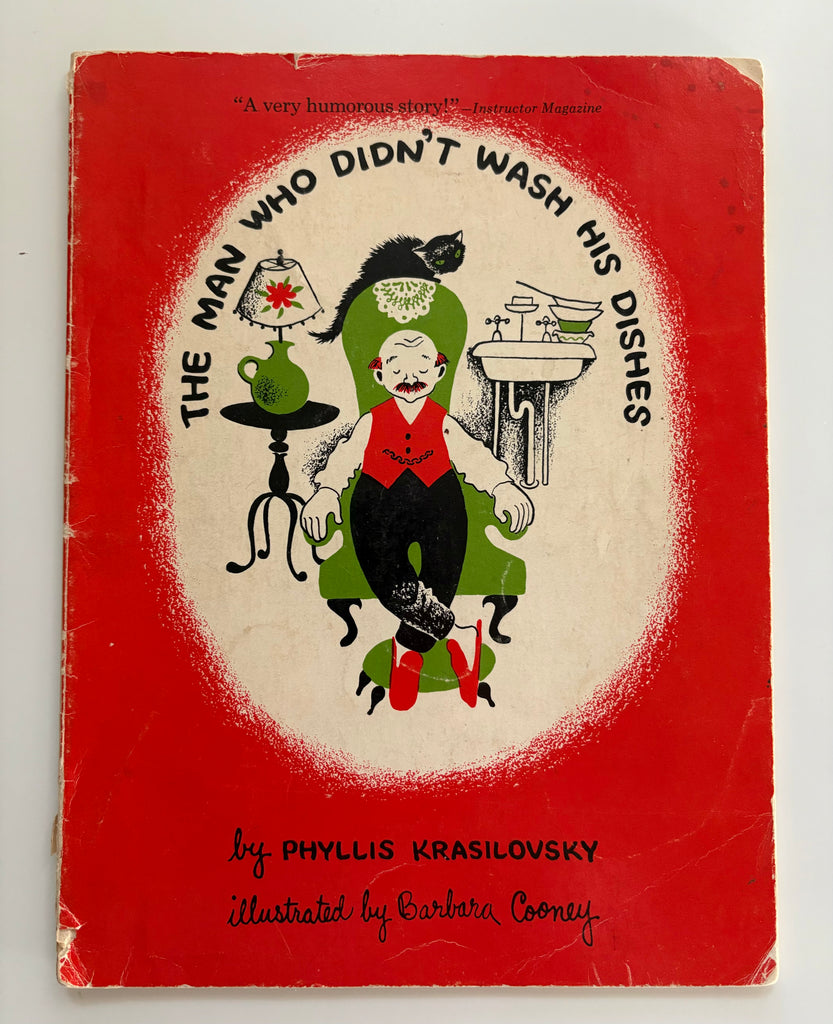 "A very humorous story!" –Instructor Magazine
THE MAN WHO DIDN'T WASH HIS DISHES
by PHYLLIS KRASILOVSKY
illustrated by Barbara Cooney